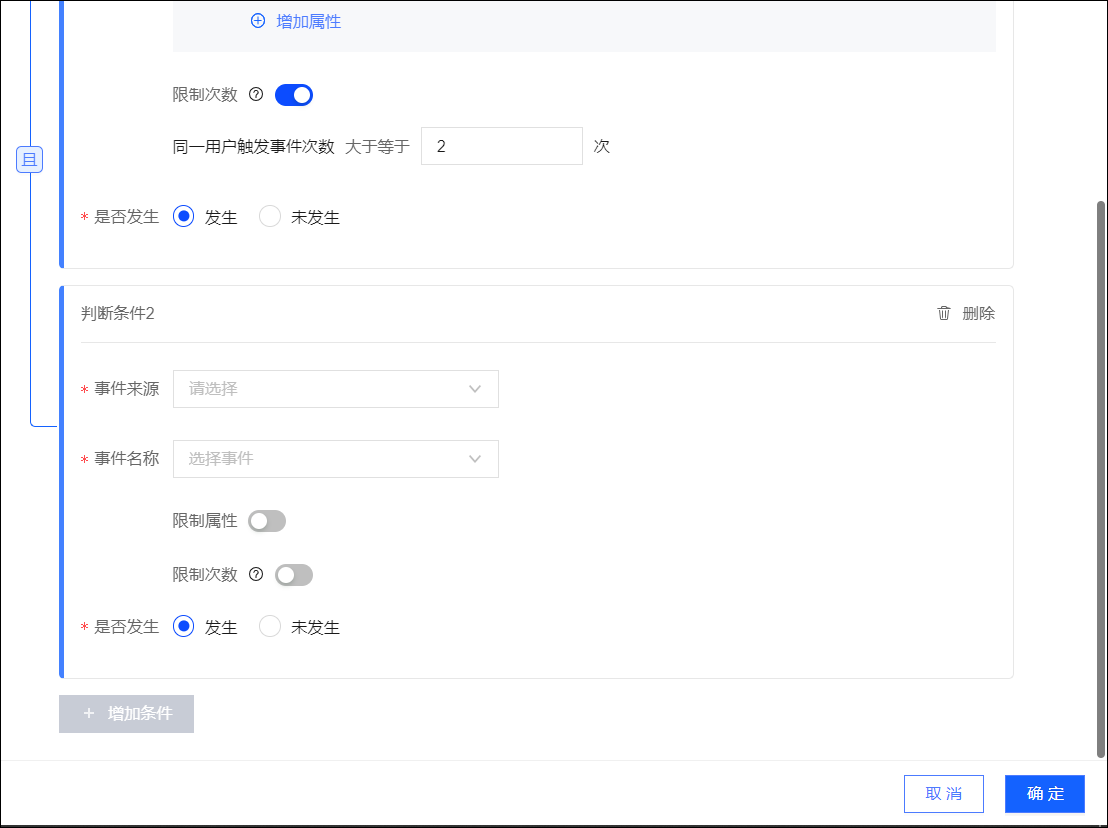 增加属性
限制次数
同一用户触发事件次数 大于等于 2 次
且
* 是否发生 发生 未发生
判断条件2 删除
* 事件来源 请选择
* 事件名称 选择事件
限制属性
限制次数
* 是否发生 发生 未发生
+ 增加条件
取 消 确 定